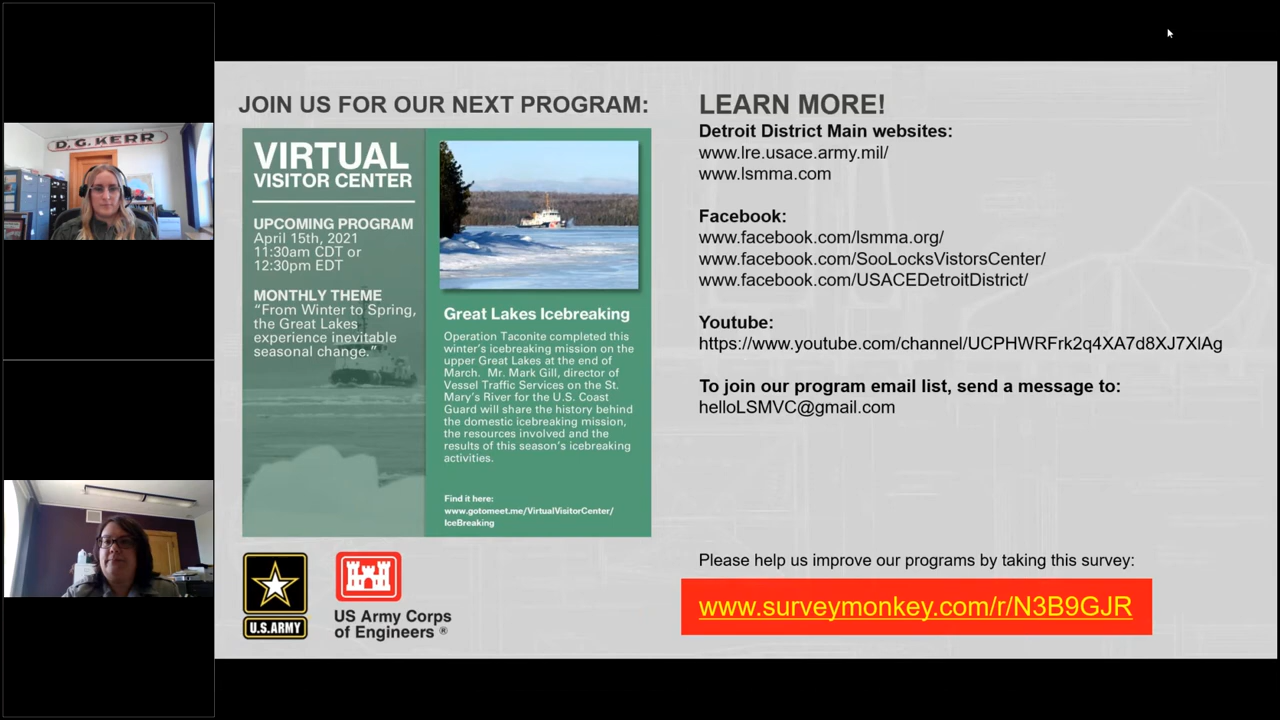 D. G. KERR
JOIN US FOR OUR NEXT PROGRAM:
VIRTUAL
VISITOR CENTER
UPCOMING PROGRAM
April 15th, 2021
11:30am CDT or
12:30pm EDT
MONTHLY THEME
“From Winter to Spring,
the Great Lakes
experience inevitable
seasonal change.”
Great Lakes Icebreaking
Operation Taconite completed this
winter's icebreaking mission on the
upper Great Lakes at the end of
March. Mr. Mark Gill, director of
Vessel Traffic Services on the St.
Mary's River for the U.S. Coast
Guard will share the history behind
the domestic icebreaking mission,
the resources involved and the
results of this season's icebreaking
activities.
Find it here:
www.gotomeet.me/VirtualVisitorCenter/
IceBreaking
U.S.ARMY
US Army Corps
of Engineers ®
LEARN MORE!
Detroit District Main websites:
www.lre.usace.army.mil/
www.lsmma.com
Facebook:
www.facebook.com/lsmma.org/
www.facebook.com/SooLocksVistorsCenter/
www.facebook.com/USACEDetroitDistrict/
Youtube:
https://www.youtube.com/channel/UCPHWRFrk2q4XA7d8XJ7XlAg
To join our program email list, send a message to:
helloLSMVC@gmail.com
Please help us improve our programs by taking this survey:
www.surveymonkey.com/r/N3B9GJR